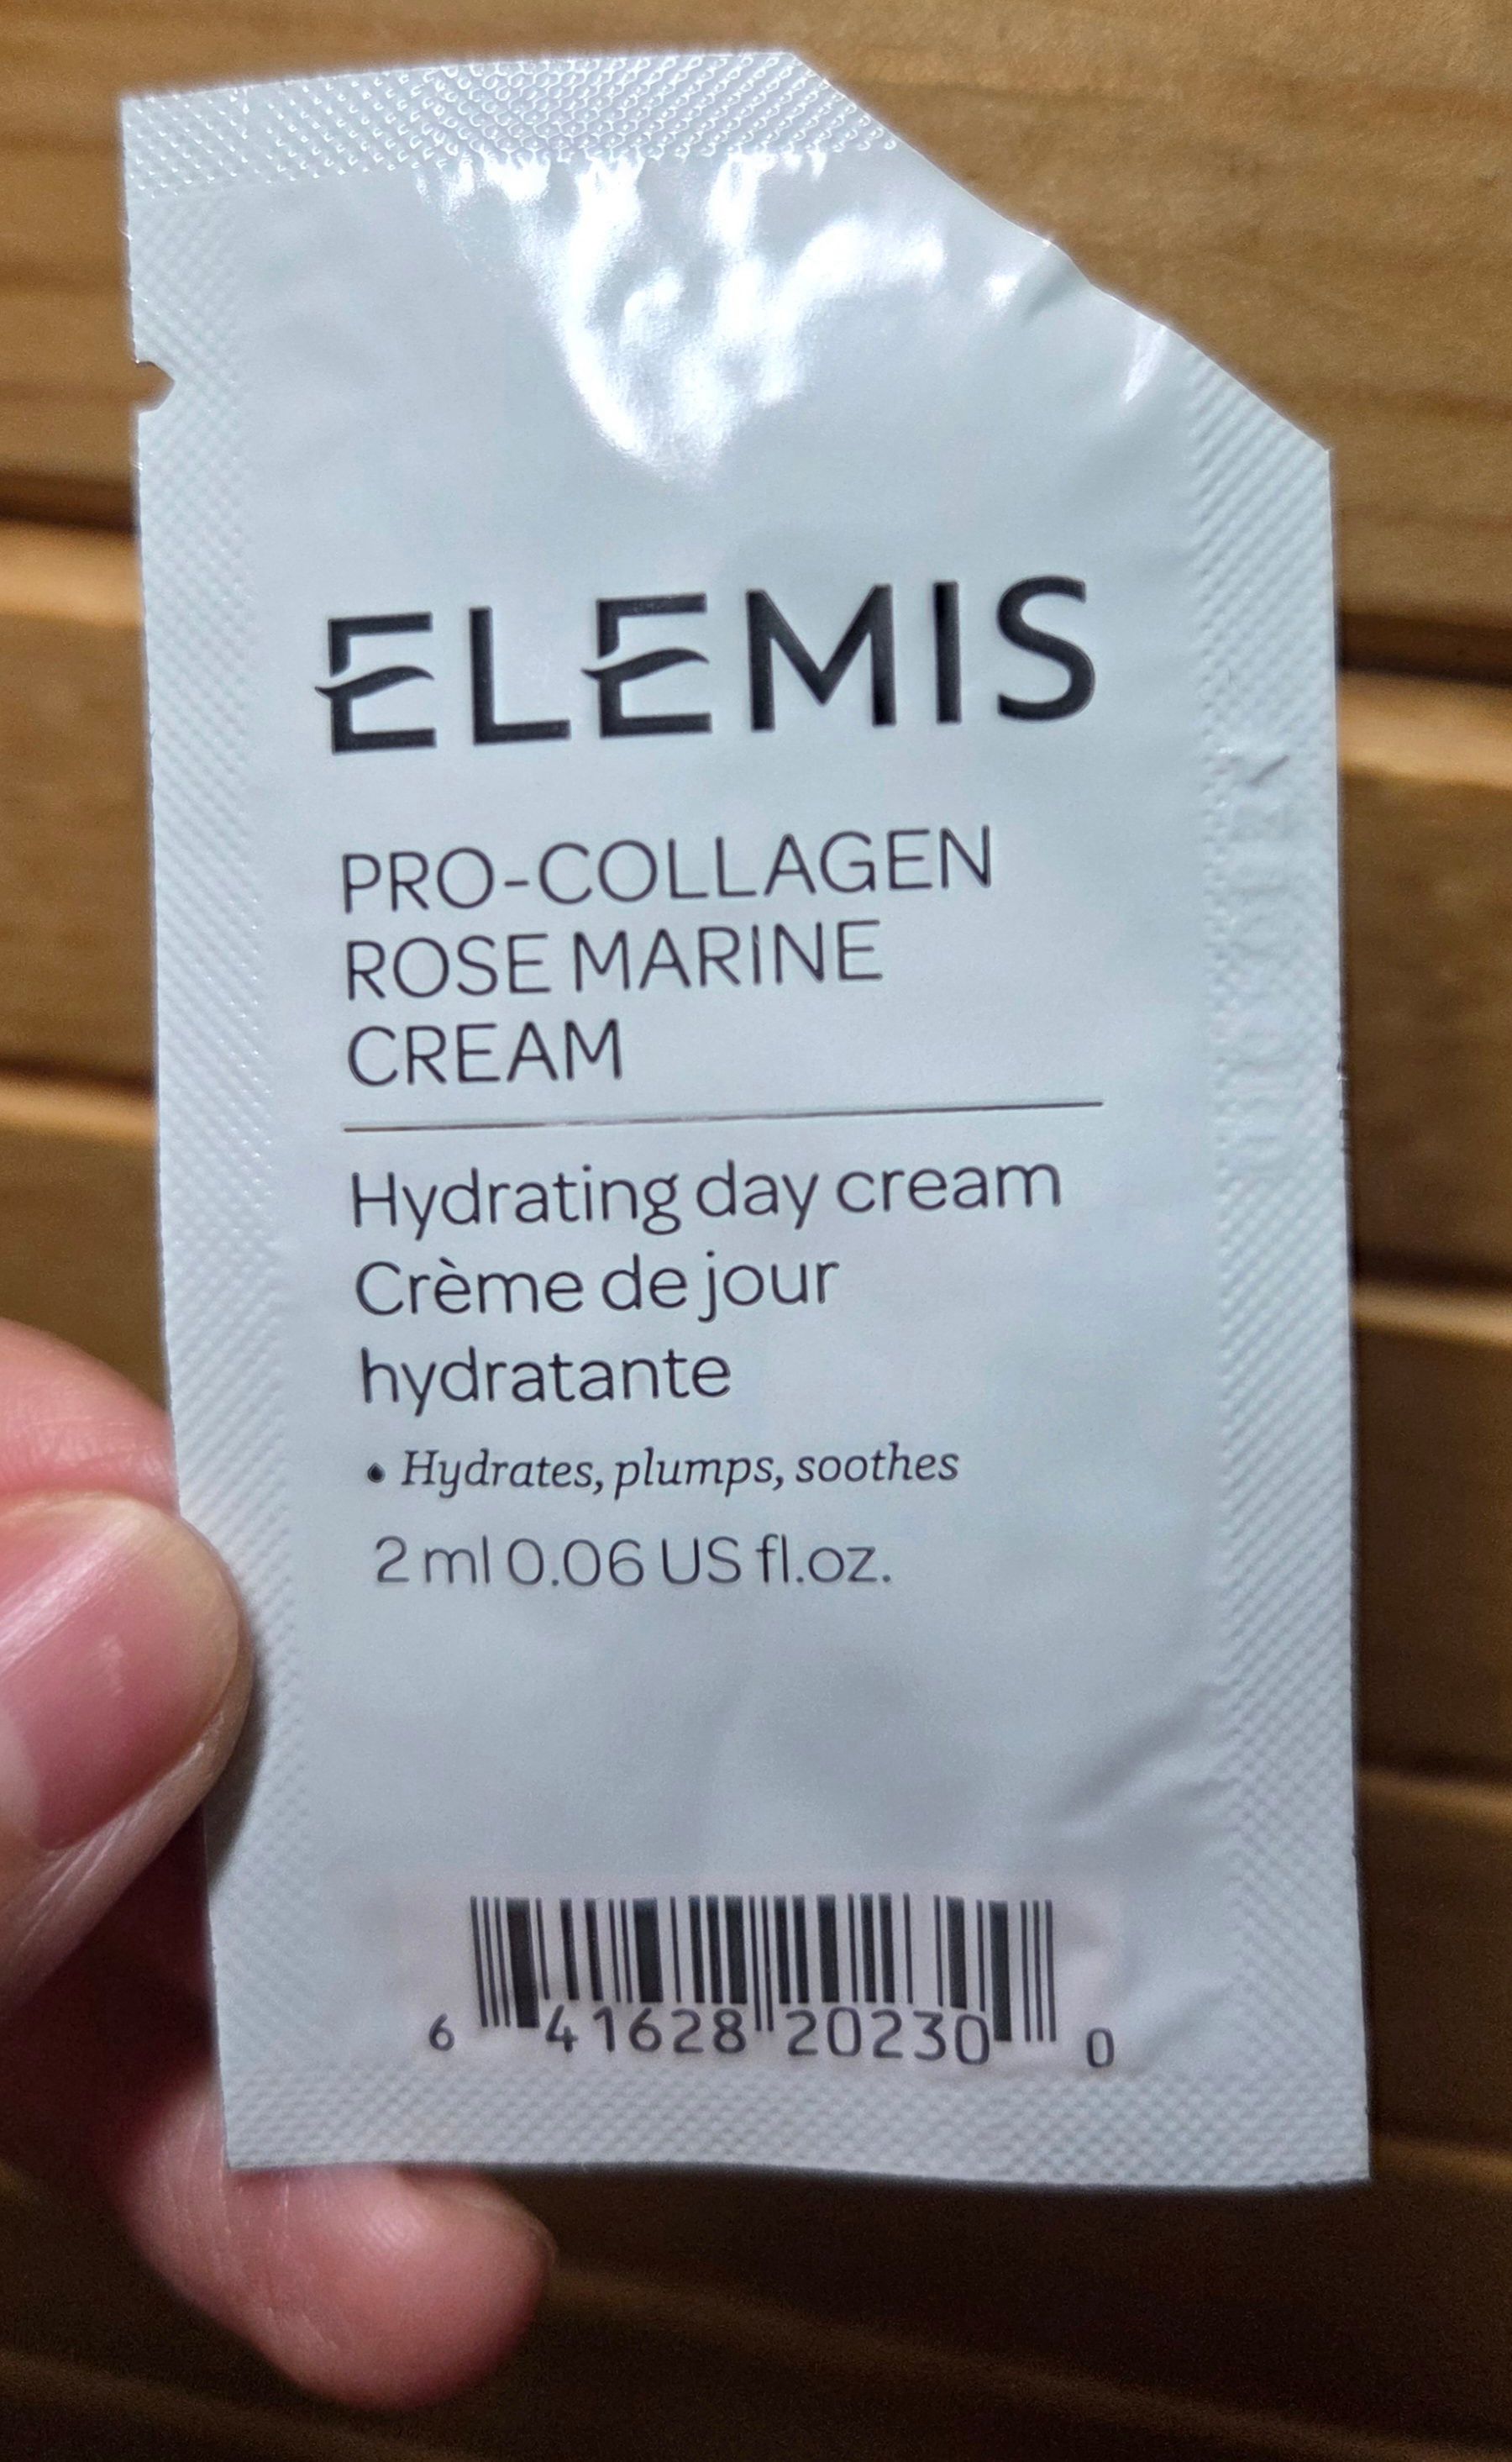 ELEMIS
PRO-COLLAGEN
ROSE MARINE
CREAM
Hydrating day cream
Crème de jour
hydratante
• Hydrates, plumps, soothes
2 ml 0.06 US fl.oz.
6 41628 20230 0